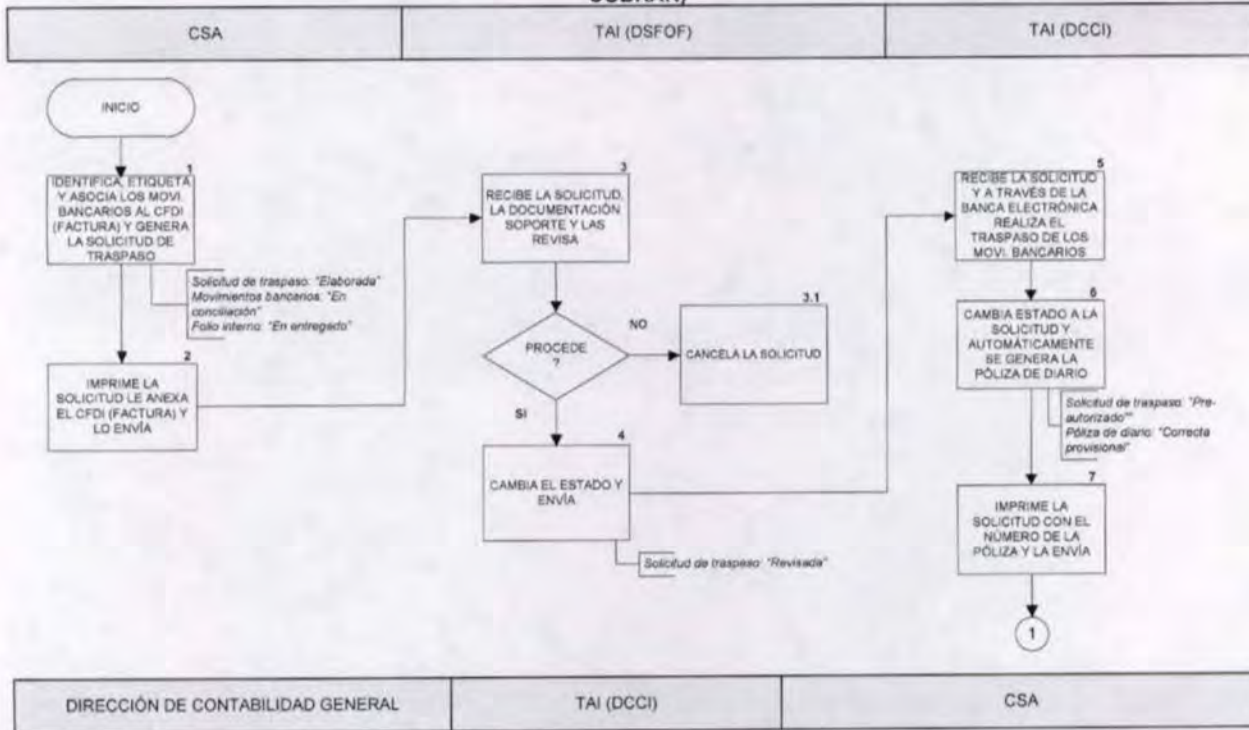 CSA
TAI (DSFOF)
TAI (DCCI)
INICIO
1
IDENTIFICA, ETIQUETA
Y ASOCIA LOS MOVI.
BANCARIOS AL CFDI
(FACTURA) Y GENERA
LA SOLICITUD DE
TRASPASO
Solicitud de traspaso: "Elaborada"
Movimientos bancarios: "En
conciliación"
Folio interno: "En entregado"
2
IMPRIME LA
SOLICITUD LE ANEXA
EL CFDI (FACTURA) Y
LO ENVÍA
3
RECIBE LA SOLICITUD,
LA DOCUMENTACIÓN
SOPORTE Y LAS
REVISA
PROCEDE
?
NO
3.1
CANCELA LA SOLICITUD
SI
4
CAMBIA EL ESTADO Y
ENVÍA
Solicitud de traspaso: "Revisada"
5
RECIBE LA SOLICITUD
Y A TRAVÉS DE LA
BANCA ELECTRÓNICA
REALIZA EL
TRASPASO DE LOS
MOVI. BANCARIOS
6
CAMBIA ESTADO A LA
SOLICITUD Y
AUTOMÁTICAMENTE
SE GENERA LA
PÓLIZA DE DIARIO
Solicitud de traspaso: "Pre-
autorizado""
Póliza de diario: "Correcta
provisional"
7
IMPRIME LA
SOLICITUD CON EL
NÚMERO DE LA
PÓLIZA Y LA ENVÍA
1
DIRECCIÓN DE CONTABILIDAD GENERAL
TAI (DCCI)
CSA